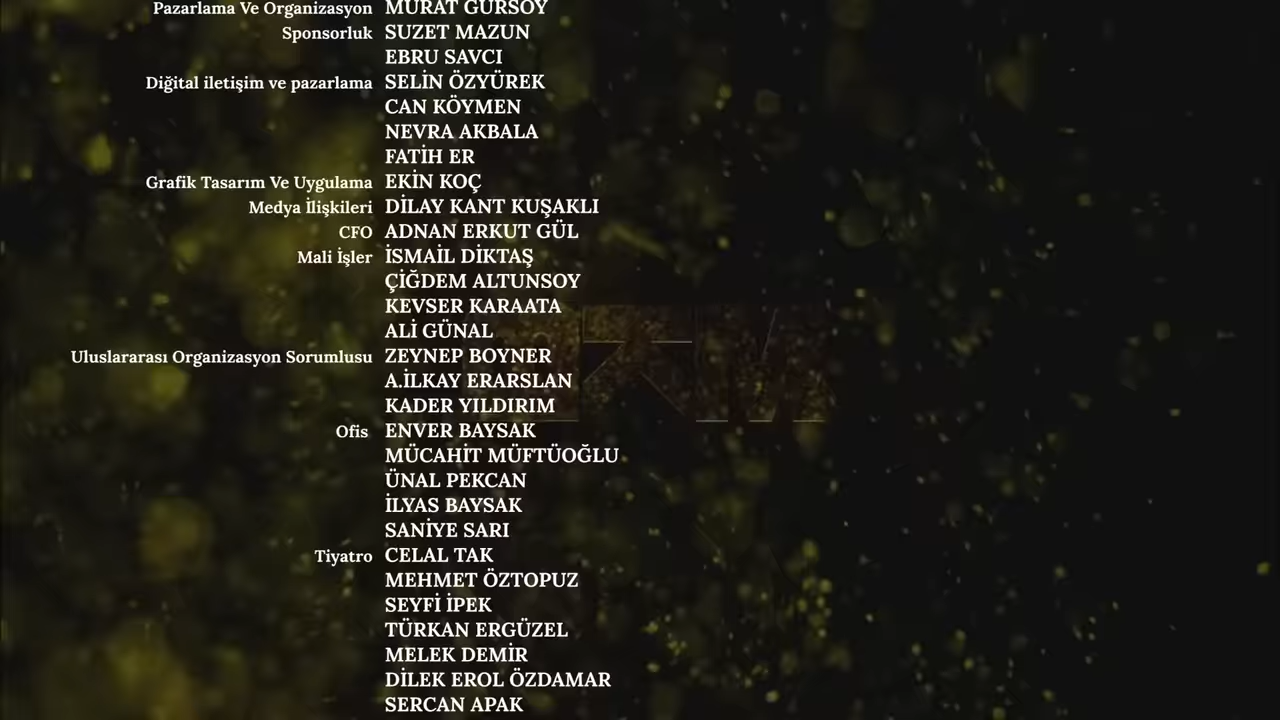 Pazarlama Ve Organizasyon MURAT GÜRSOY
Sponsorluk SUZET MAZUN
EBRU SAVCI
Diğital iletişim ve pazarlama SELİN ÖZYÜREK
CAN KÖYMEN
NEVRA AKBALA
FATİH ER
Grafik Tasarım Ve Uygulama EKİN KOÇ
Medya İlişkileri DİLAY KANT KUŞAKLI
CFO ADNAN ERKUT GÜL
Mali İşler İSMAİL DİKTAŞ
ÇİĞDEM ALTUNSOY
KEVSER KARAATA
ALİ GÜNAL
Uluslararası Organizasyon Sorumlusu ZEYNEP BOYNER
A.İLKAY ERARSLAN
KADER YILDIRIM
Ofis ENVER BAYSAK
MÜCAHİT MÜFTÜOĞLU
ÜNAL PEKCAN
İLYAS BAYSAK
SANİYE SARI
Tiyatro CELAL TAK
MEHMET ÖZTOPUZ
SEYFİ İPEK
TÜRKAN ERGÜZEL
MELEK DEMİR
DİLEK EROL ÖZDAMAR
SERCAN APAK